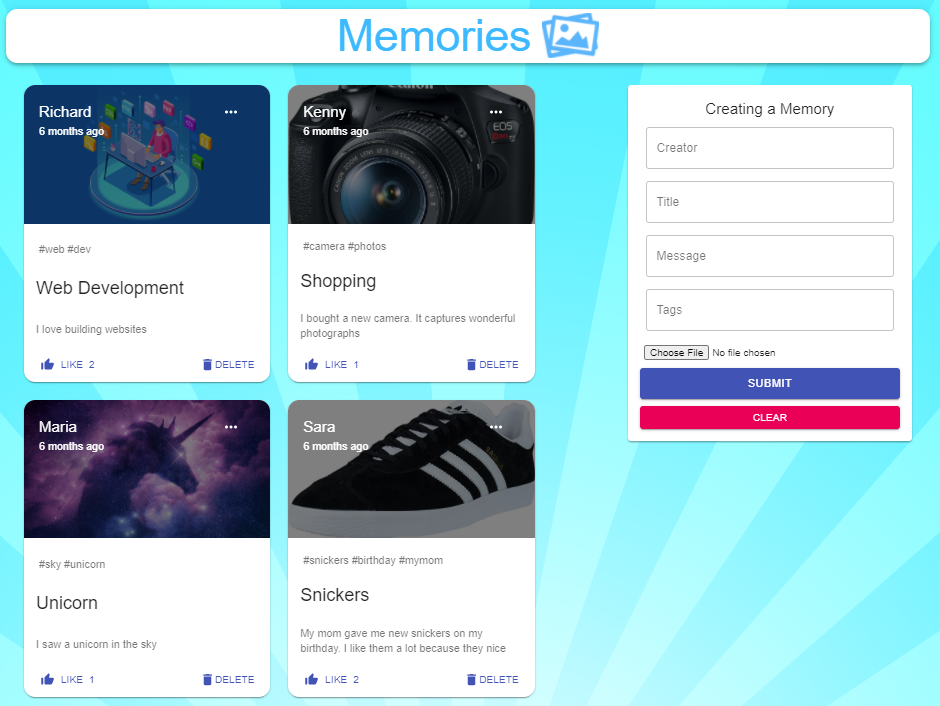 Memories
Richard
6 months ago
#web #dev
Web Development
I love building websites
LIKE 2
DELETE
Kenny
6 months ago
Canon
EOS
#camera #photos
Shopping
I bought a new camera. It captures wonderful
photographs
LIKE 1
DELETE
Maria
6 months ago
#sky #unicorn
Unicorn
I saw a unicorn in the sky
LIKE 1
DELETE
Sara
6 months ago
#snickers #birthday #mymom
Snickers
My mom gave me new snickers on my
birthday. I like them a lot because they nice
LIKE 2
DELETE
Creating a Memory
Creator
Title
Message
Tags
Choose File No file chosen
SUBMIT
CLEAR